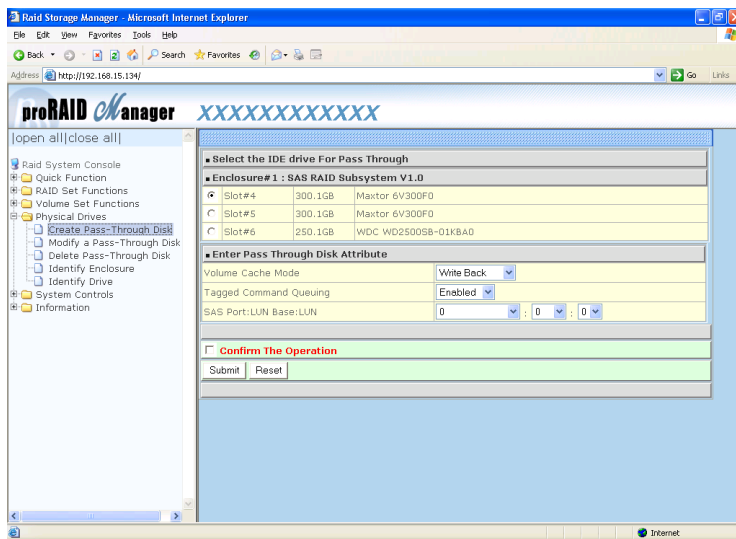 Raid Storage Manager - Microsoft Internet Explorer
File Edit View Favorites Tools Help
Back Search Favorites
Address http://192.168.15.134/ Go Links
proRAID Manager XXXXXXXXXXXX
|open all|close all|
Raid System Console
Quick Function
RAID Set Functions
Volume Set Functions
Physical Drives
Create Pass-Through Disk
Modify a Pass-Through Disk
Delete Pass-Through Disk
Identify Enclosure
Identify Drive
System Controls
Information
Select the IDE drive For Pass Through
Enclosure#1 : SAS RAID Subsystem V1.0
Slot#4 300.1GB Maxtor 6V300F0
Slot#5 300.1GB Maxtor 6V300F0
Slot#6 250.1GB WDC WD2500SB-01KBA0
Enter Pass Through Disk Attribute
Volume Cache Mode Write Back
Tagged Command Queuing Enabled
SAS Port:LUN Base:LUN 0 : 0 : 0
Confirm The Operation
Submit Reset
Internet